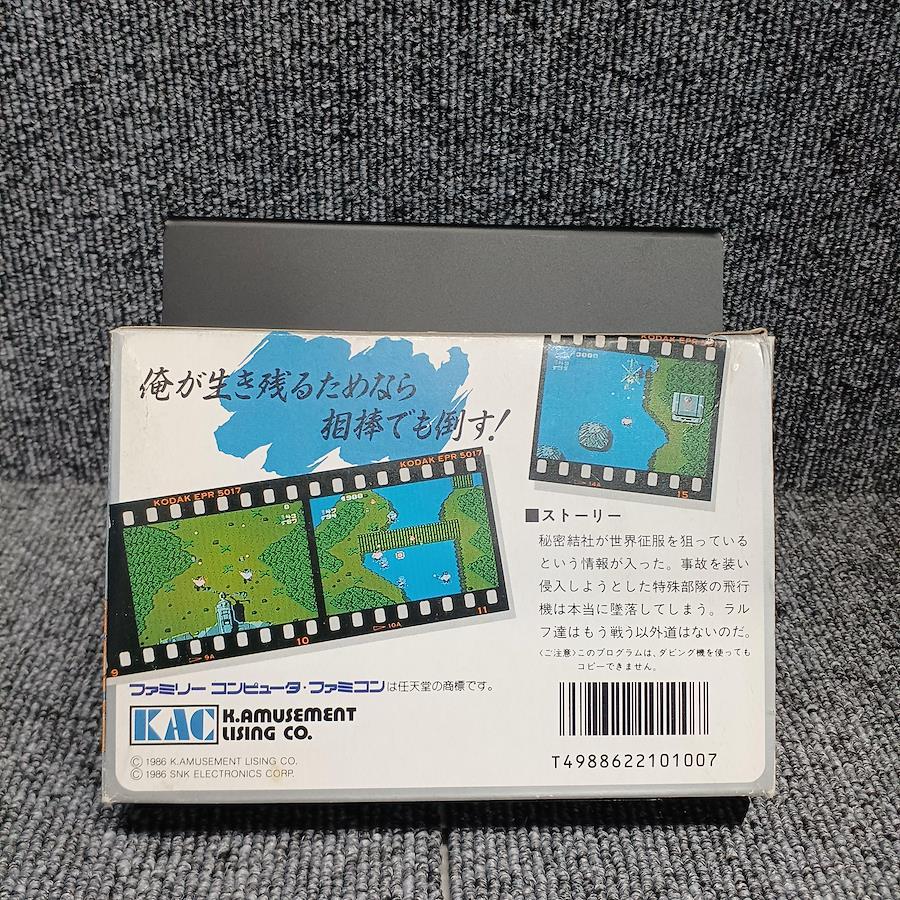 俺が生き残るためなら
相棒でも倒す!
KODAK EPR 5017
KODAK EPR 5017
KODAK EPR 5017
14A
15
9
9A
10
10A
11
■ストーリー
秘密結社が世界征服を狙っている
という情報が入った。事故を装い
侵入しようとした特殊部隊の飛行
機は本当に墜落してしまう。ラル
フ達はもう戦う以外道はないのだ。
〈ご注意〉このプログラムは、ダビング機を使っても
コピーできません。
ファミリーコンピュータ・ファミコンは任天堂の商標です。
KAC K.AMUSEMENT
LISING CO.
© 1986 K.AMUSEMENT LISING CO.
© 1986 SNK ELECTRONICS CORP.
T4988622101007